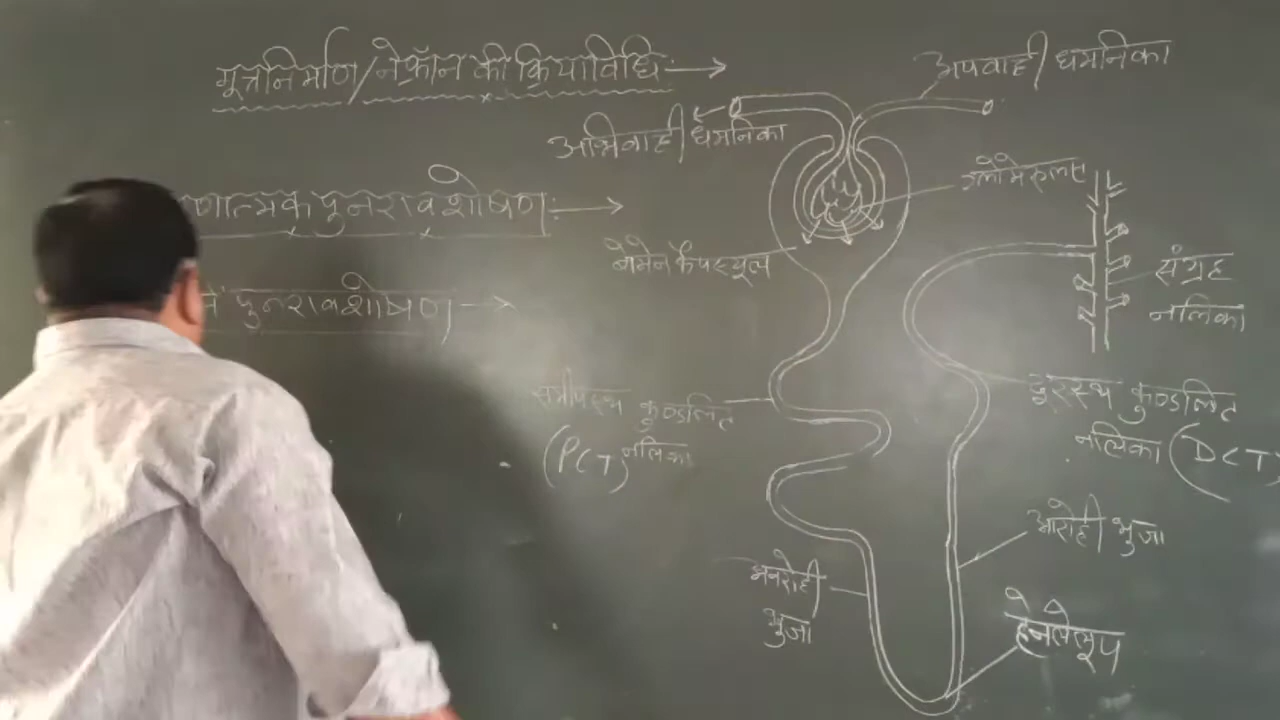 मूत्रनिर्माण/नेफ्रॉन की क्रियाविधि:→
अपवाही धमनिका
अभिवाही धमनिका
णात्मक पुनरावशोषण:→
ग्लोमेरुलस
बोमेन कैप्स्यूल
संग्रह
नलिका
में पुनरावशोषण→
समीपस्थ कुण्डलित
(PCT) नलिका
दूरस्थ कुण्डलित
नलिका (DCT)
आरोही भुजा
अवरोही
भुजा
हेनलेलूप